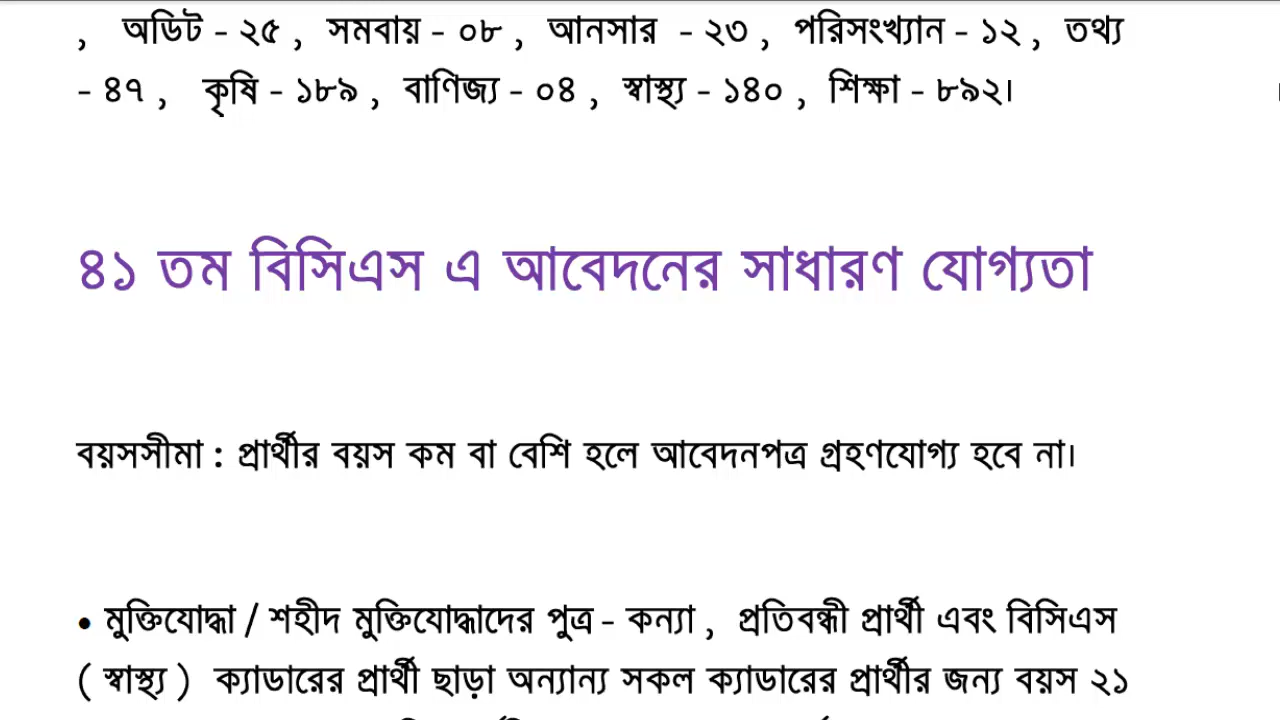 , অডিট - ২৫ , সমবায় - ০৮ , আনসার - ২৩ , পরিসংখ্যান - ১২ , তথ্য
- ৪৭ , কৃষি - ১৮৯ , বাণিজ্য - ০৪ , স্বাস্থ্য - ১৪০ , শিক্ষা - ৮৯২।
৪১ তম বিসিএস এ আবেদনের সাধারণ যোগ্যতা
বয়সসীমা : প্রার্থীর বয়স কম বা বেশি হলে আবেদনপত্র গ্রহণযোগ্য হবে না।
• মুক্তিযোদ্ধা / শহীদ মুক্তিযোদ্ধাদের পুত্র - কন্যা , প্রতিবন্ধী প্রার্থী এবং বিসিএস
( স্বাস্থ্য ) ক্যাডারের প্রার্থী ছাড়া অন্যান্য সকল ক্যাডারের প্রার্থীর জন্য বয়স ২১